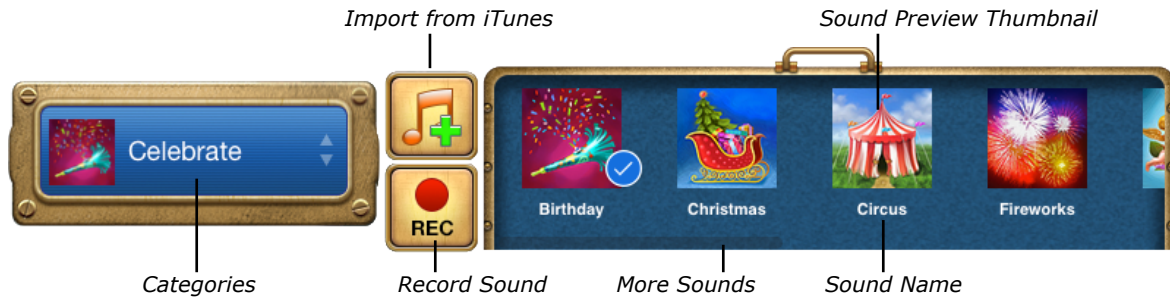 Import from iTunes
Sound Preview Thumbnail
Celebrate
REC
Birthday
Christmas
Circus
Fireworks
Categories
Record Sound
More Sounds
Sound Name